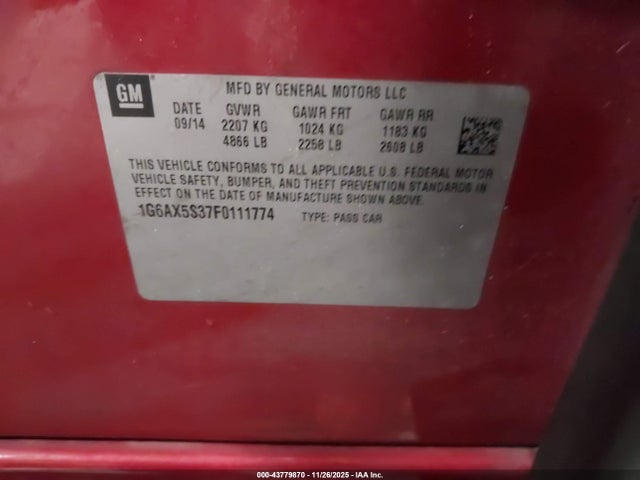 GM
MFD BY GENERAL MOTORS LLC
DATE GVWR GAWR FRT GAWR RR
09/14 2207 KG 1024 KG 1183 KG
4866 LB 2258 LB 2608 LB
THIS VEHICLE CONFORMS TO ALL APPLICABLE U.S. FEDERAL MOTOR
VEHICLE SAFETY, BUMPER, AND THEFT PREVENTION STANDARDS IN
EFFECT ON THE DATE OF MANUFACTURE SHOWN ABOVE.
1G6AX5S37F0111774 TYPE: PASS CAR
000-43779870 | 11/26/2025 | IAA Inc.